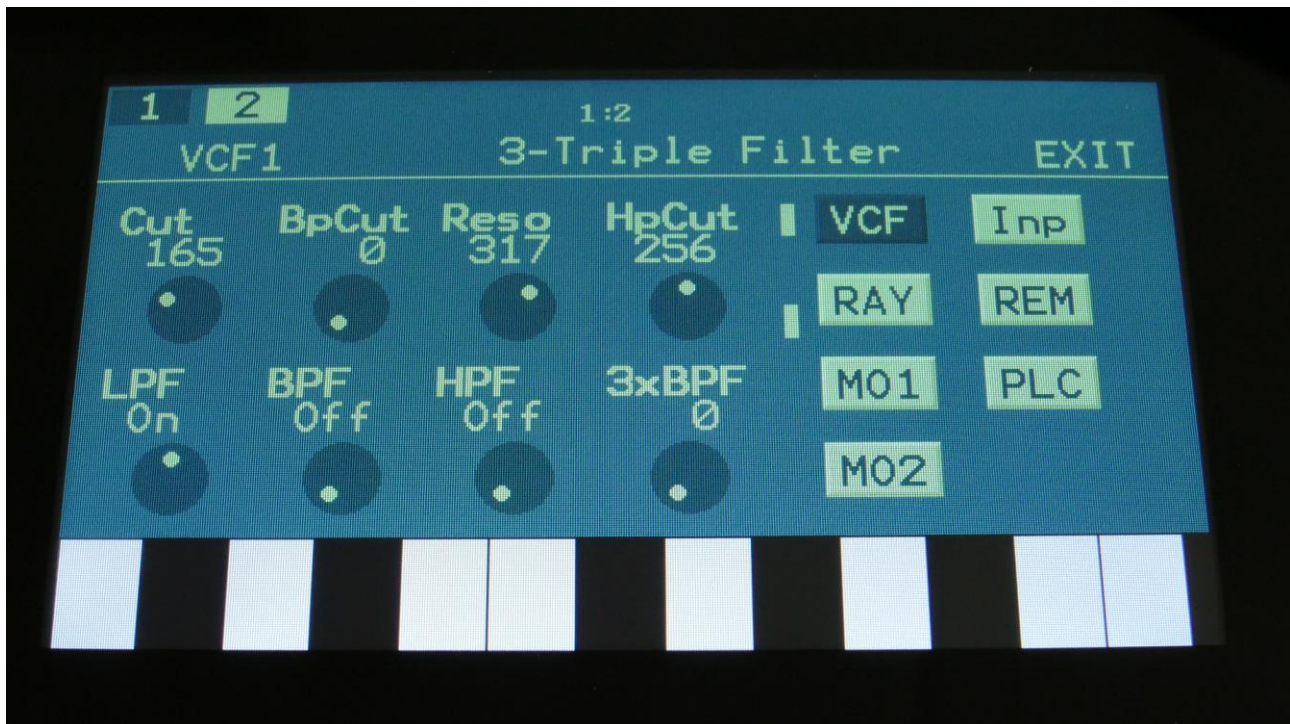 1 2 1:2
VCF1 3-Triple Filter EXIT
Cut BpCut Reso HpCut VCF Inp
165 0 317 256
RAY REM
LPF BPF HPF 3xBPF MO1 PLC
On Off Off 0
MO2